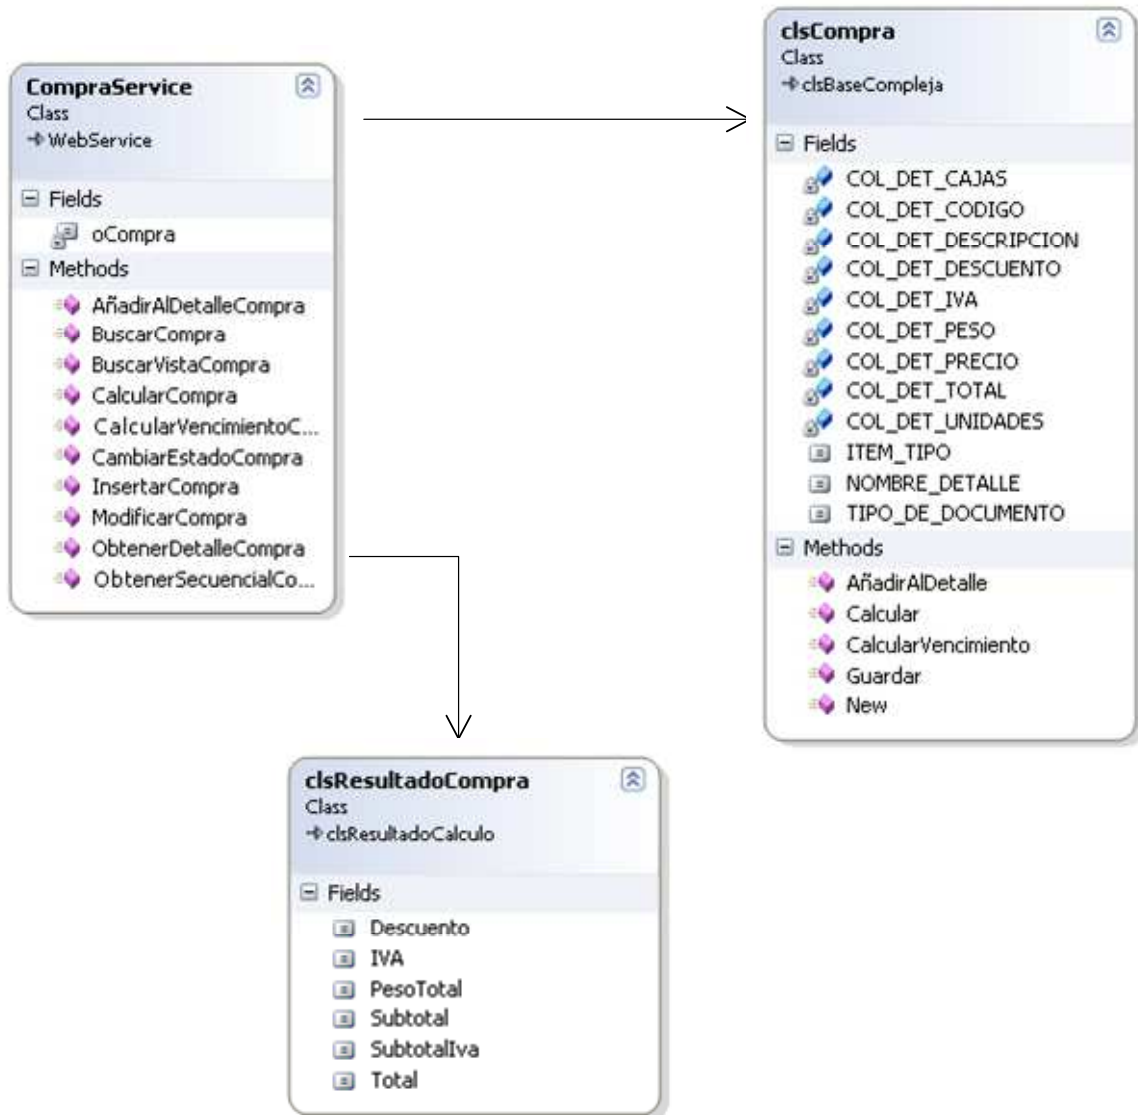 CompraService
Class
WebService
Fields
oCompra
Methods
AñadirAlDetalleCompra
BuscarCompra
BuscarVistaCompra
CalcularCompra
CalcularVencimientoC...
CambiarEstadoCompra
InsertarCompra
ModificarCompra
ObtenerDetalleCompra
ObtenerSecuencialCo...
clsCompra
Class
clsBaseCompleja
Fields
COL_DET_CAJAS
COL_DET_CODIGO
COL_DET_DESCRIPCION
COL_DET_DESCUENTO
COL_DET_IVA
COL_DET_PESO
COL_DET_PRECIO
COL_DET_TOTAL
COL_DET_UNIDADES
ITEM_TIPO
NOMBRE_DETALLE
TIPO_DE_DOCUMENTO
Methods
AñadirAlDetalle
Calcular
CalcularVencimiento
Guardar
New
clsResultadoCompra
Class
clsResultadoCalculo
Fields
Descuento
IVA
PesoTotal
Subtotal
SubtotalIva
Total